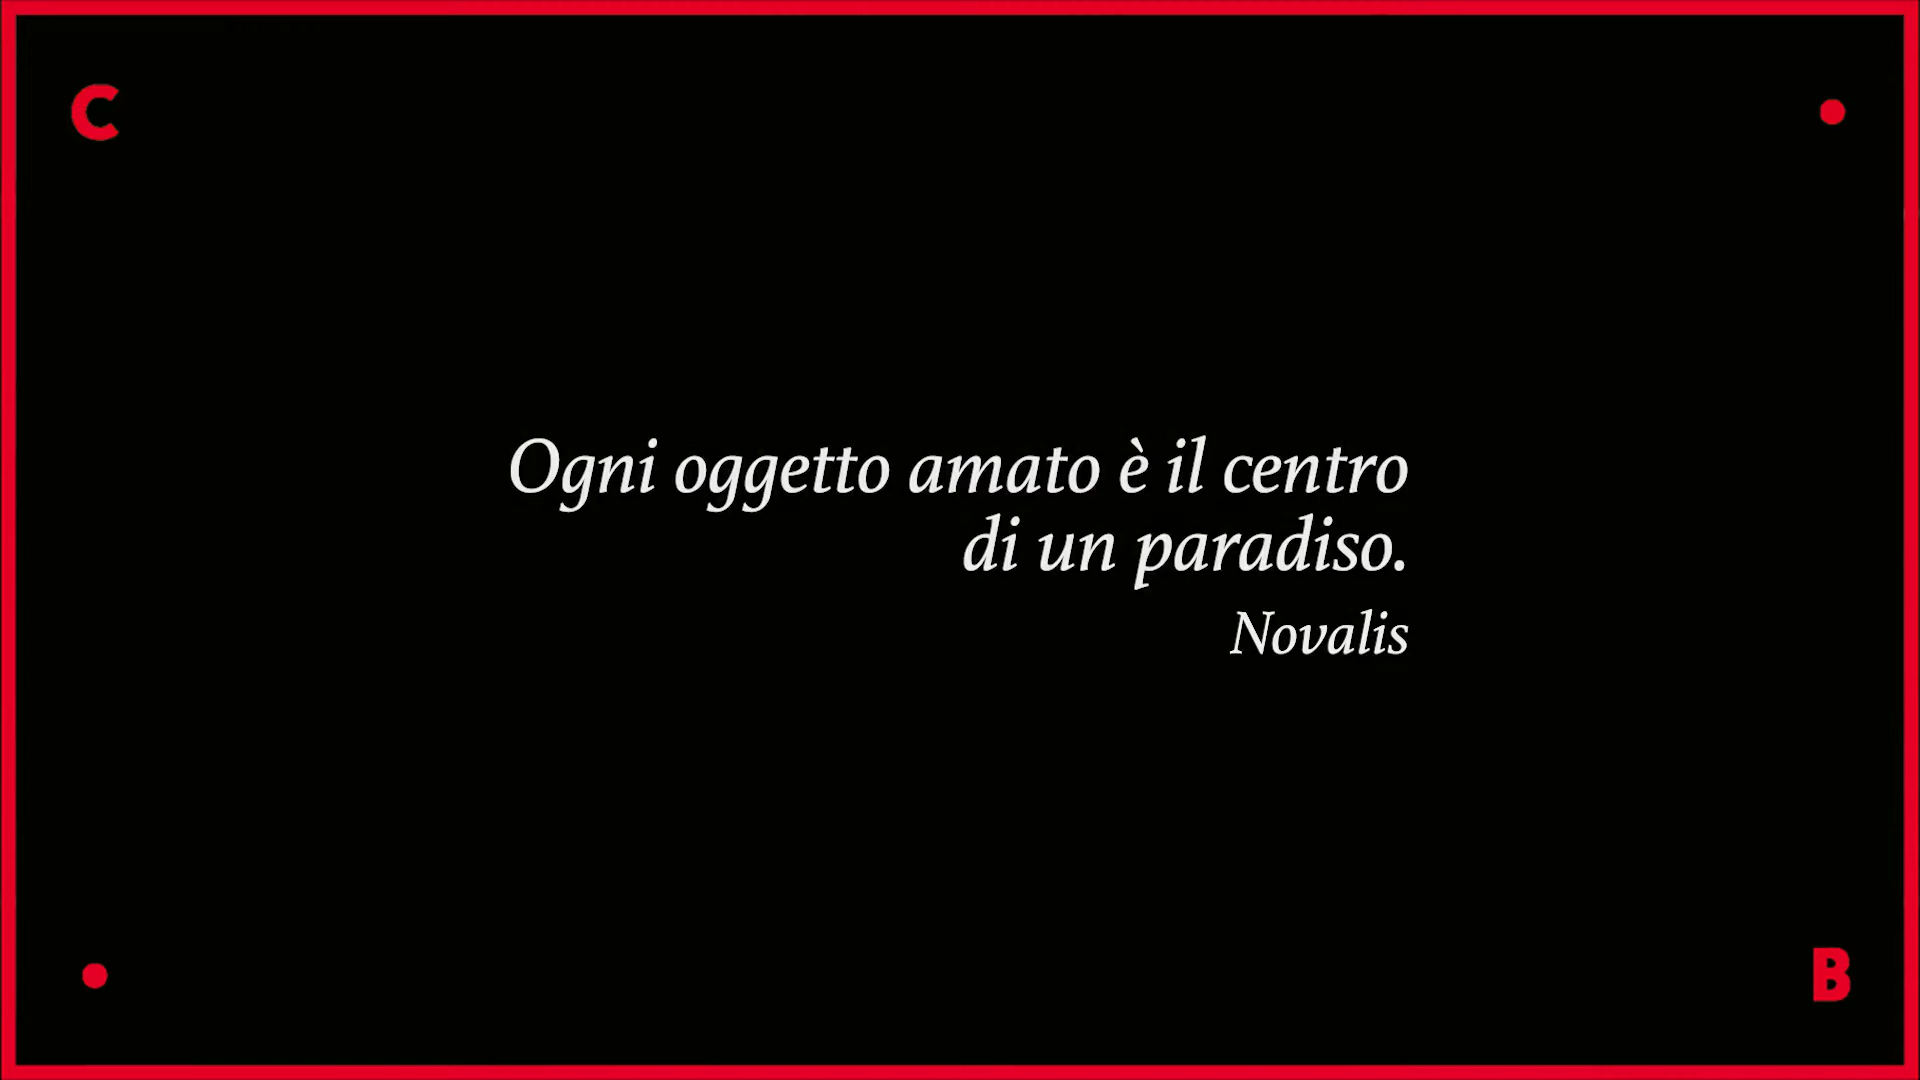 C
Ogni oggetto amato è il centro
di un paradiso.
Novalis
B